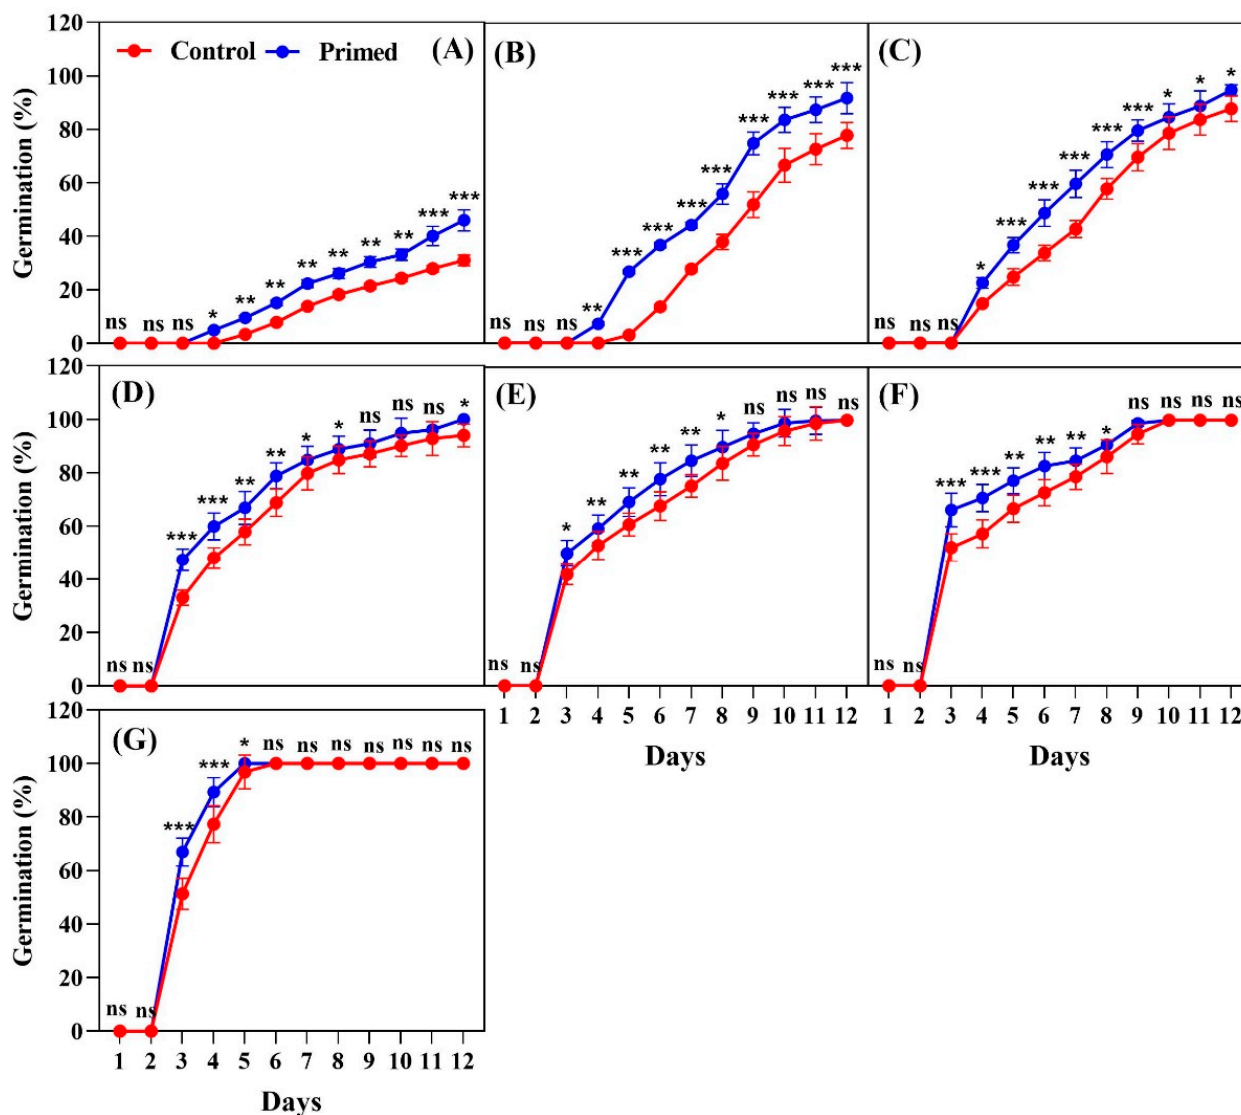 120
100
80
60
40
20
0
Germination (%)
Control Primed (A)
ns ns ns * ** ** ** ** ** ** *** ***
(B)
ns ns ns ** *** *** *** *** *** *** *** ***
(C)
ns ns ns * *** *** *** *** *** * * *
120
100
80
60
40
20
0
Germination (%)
(D)
ns ns *** *** ** ** * * ns ns ns *
(E)
ns ns * ** ** ** ** * ns ns ns ns
1 2 3 4 5 6 7 8 9 10 11 12
Days
(F)
ns ns *** *** ** ** ** * ns ns ns ns
1 2 3 4 5 6 7 8 9 10 11 12
Days
120
100
80
60
40
20
0
Germination (%)
(G)
ns ns *** *** * ns ns ns ns ns ns ns
1 2 3 4 5 6 7 8 9 10 11 12
Days